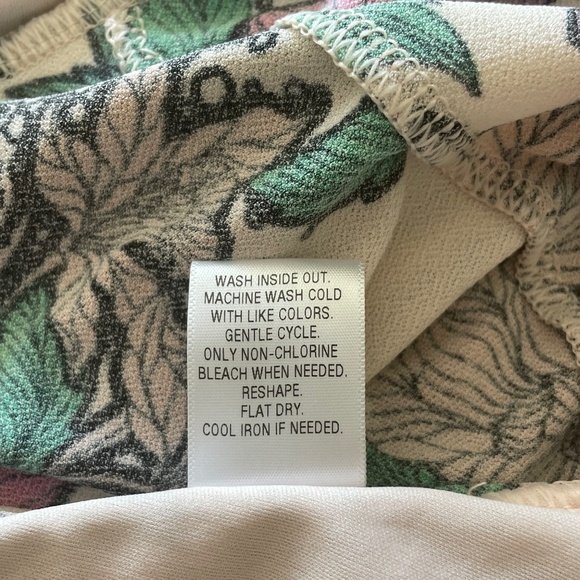 WASH INSIDE OUT.
MACHINE WASH COLD
WITH LIKE COLORS.
GENTLE CYCLE.
ONLY NON-CHLORINE
BLEACH WHEN NEEDED.
RESHAPE.
FLAT DRY.
COOL IRON IF NEEDED.